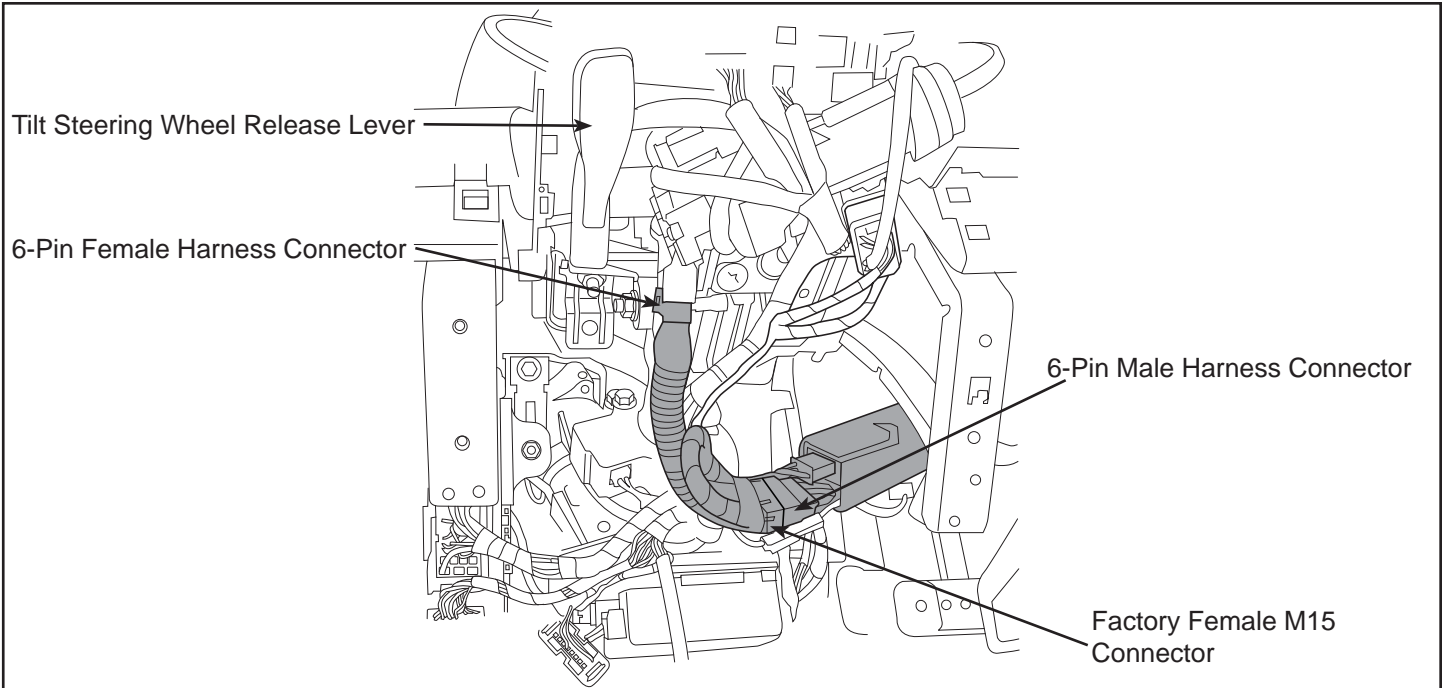 Tilt Steering Wheel Release Lever
6-Pin Female Harness Connector
6-Pin Male Harness Connector
Factory Female M15
Connector